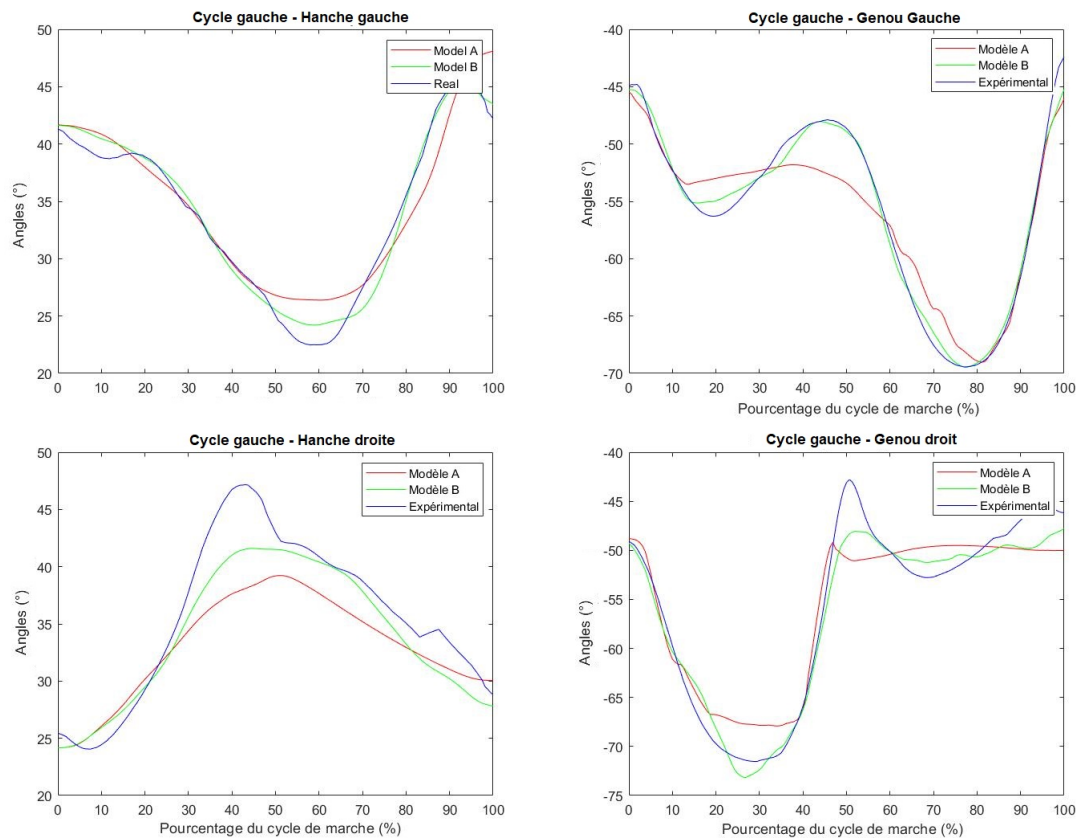 Cycle gauche - Hanche gauche
50
45
40
35
30
25
20
Angles (°)
Model A
Model B
Real
0 10 20 30 40 50 60 70 80 90 100
Cycle gauche - Genou Gauche
-40
-45
-50
-55
-60
-65
-70
Angles (°)
Modèle A
Modèle B
Expérimental
0 10 20 30 40 50 60 70 80 90 100
Pourcentage du cycle de marche (%)
Cycle gauche - Hanche droite
50
45
40
35
30
25
20
Angles (°)
Modèle A
Modèle B
Expérimental
0 10 20 30 40 50 60 70 80 90 100
Pourcentage du cycle de marche (%)
Cycle gauche - Genou droit
-40
-45
-50
-55
-60
-65
-70
-75
Angles (°)
Modèle A
Modèle B
Expérimental
0 10 20 30 40 50 60 70 80 90 100
Pourcentage du cycle de marche (%)